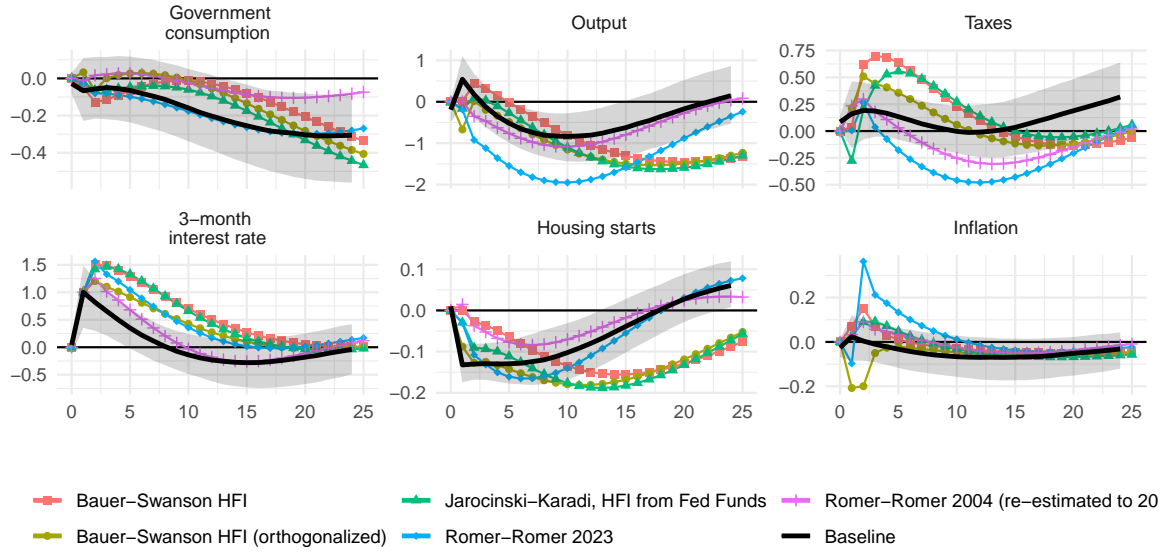 Government
consumption
Output
Taxes
0.0
−0.2
−0.4
1
0
−1
−2
0.75
0.50
0.25
0.00
−0.25
−0.50
3−month
interest rate
Housing starts
Inflation
1.5
1.0
0.5
0.0
−0.5
0.1
0.0
−0.1
−0.2
0.2
0.0
−0.2
0 5 10 15 20 25
0 5 10 15 20 25
0 5 10 15 20 25
Bauer−Swanson HFI
Jarocinski−Karadi, HFI from Fed Funds
Romer−Romer 2004 (re−estimated to 20
Bauer−Swanson HFI (orthogonalized)
Romer−Romer 2023
Baseline